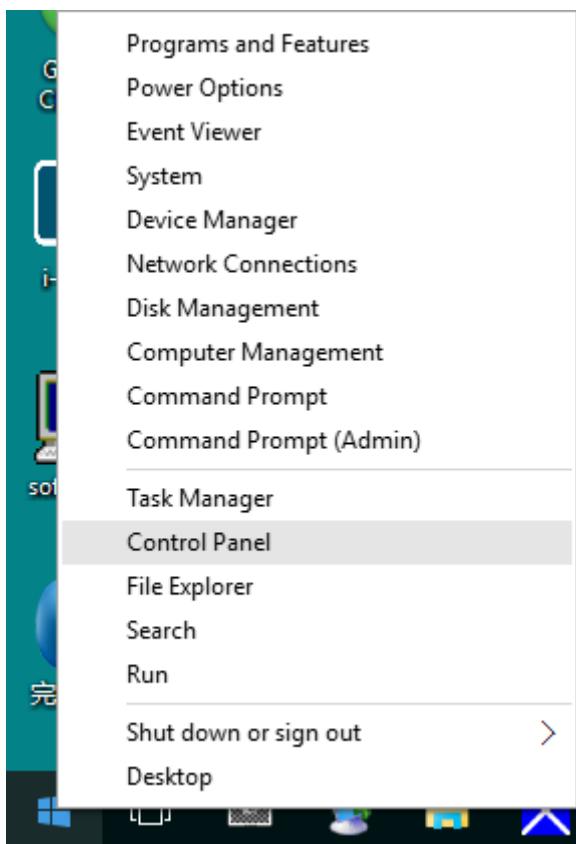 G
C
Programs and Features
Power Options
Event Viewer
System
Device Manager
i-
Network Connections
Disk Management
Computer Management
Command Prompt
Command Prompt (Admin)
Task Manager
Control Panel
File Explorer
Search
Run
完
Shut down or sign out
Desktop